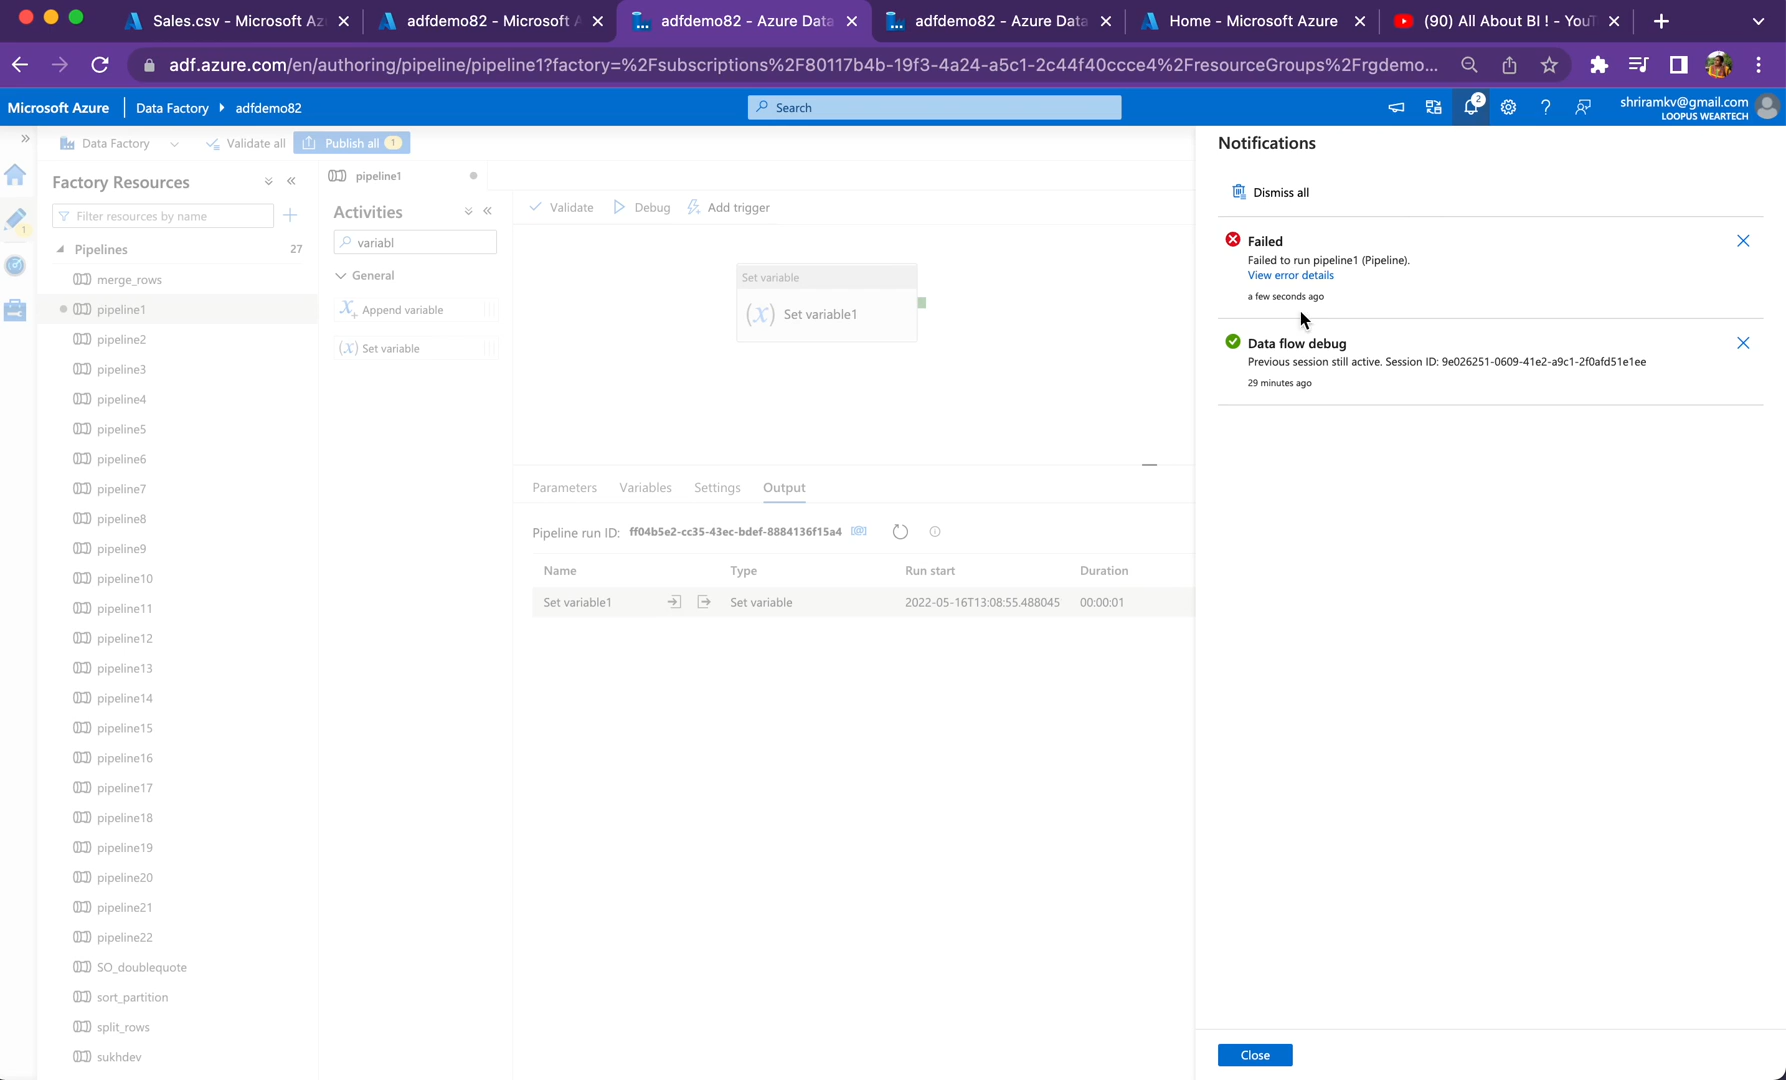 Sales.csv - Microsoft Az
adfdemo82 - Microsoft A
adfdemo82 - Azure Data
adfdemo82 - Azure Data
Home - Microsoft Azure
(90) All About BI ! - YouT
adf.azure.com/en/authoring/pipeline/pipeline1?factory=%2Fsubscriptions%2F80117b4b-19f3-4a24-a5c1-2c44f40ccce4%2FresourceGroups%2Frgdemo...
Microsoft Azure
Data Factory
adfdemo82
Search
2
shriramkv@gmail.com
LOOPUS WEARTECH
Data Factory
Validate all
Publish all
1
Factory Resources
Filter resources by name
1
Pipelines
27
merge_rows
pipeline1
pipeline2
pipeline3
pipeline4
pipeline5
pipeline6
pipeline7
pipeline8
pipeline9
pipeline10
pipeline11
pipeline12
pipeline13
pipeline14
pipeline15
pipeline16
pipeline17
pipeline18
pipeline19
pipeline20
pipeline21
pipeline22
SO_doublequote
sort_partition
split_rows
sukhdev
pipeline1
Activities
variabl
General
Append variable
(x) Set variable
Validate
Debug
Add trigger
Set variable
(x) Set variable1
Parameters
Variables
Settings
Output
Pipeline run ID: ff04b5e2-cc35-43ec-bdef-8884136f15a4
Name
Type
Run start
Duration
Set variable1
Set variable
2022-05-16T13:08:55.488045
00:00:01
Notifications
Dismiss all
Failed
Failed to run pipeline1 (Pipeline).
View error details
a few seconds ago
Data flow debug
Previous session still active. Session ID: 9e026251-0609-41e2-a9c1-2f0afd51e1ee
29 minutes ago
Close